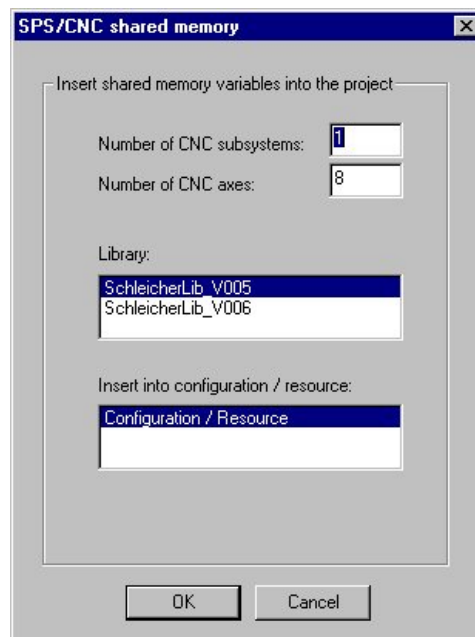 SPS/CNC shared memory
Insert shared memory variables into the project
Number of CNC subsystems: 1
Number of CNC axes: 8
Library:
SchleicherLib_V005
SchleicherLib_V006
Insert into configuration / resource:
Configuration / Resource
OK Cancel